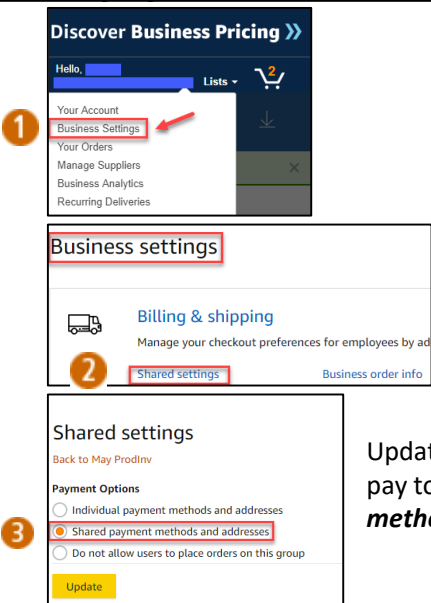 Discover Business Pricing »
Hello,
Lists
2
1
Your Account
Business Settings
Your Orders
Manage Suppliers
Business Analytics
Recurring Deliveries
Business settings
Billing & shipping
Manage your checkout preferences for employees by ad
2
Shared settings Business order info
Shared settings
Back to May ProdInv
Payment Options
Individual payment methods and addresses
3
Shared payment methods and addresses
Do not allow users to place orders on this group
Update
Updat
pay to
metho